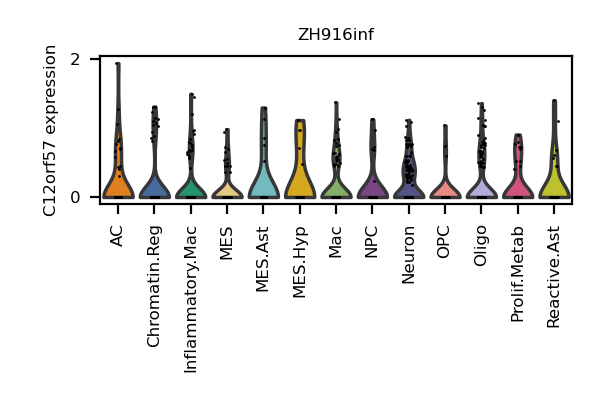 ZH916inf
C12orf57 expression
2
0
AC
Chromatin.Reg
Inflammatory.Mac
MES
MES.Ast
MES.Hyp
Mac
NPC
Neuron
OPC
Oligo
Prolif.Metab
Reactive.Ast